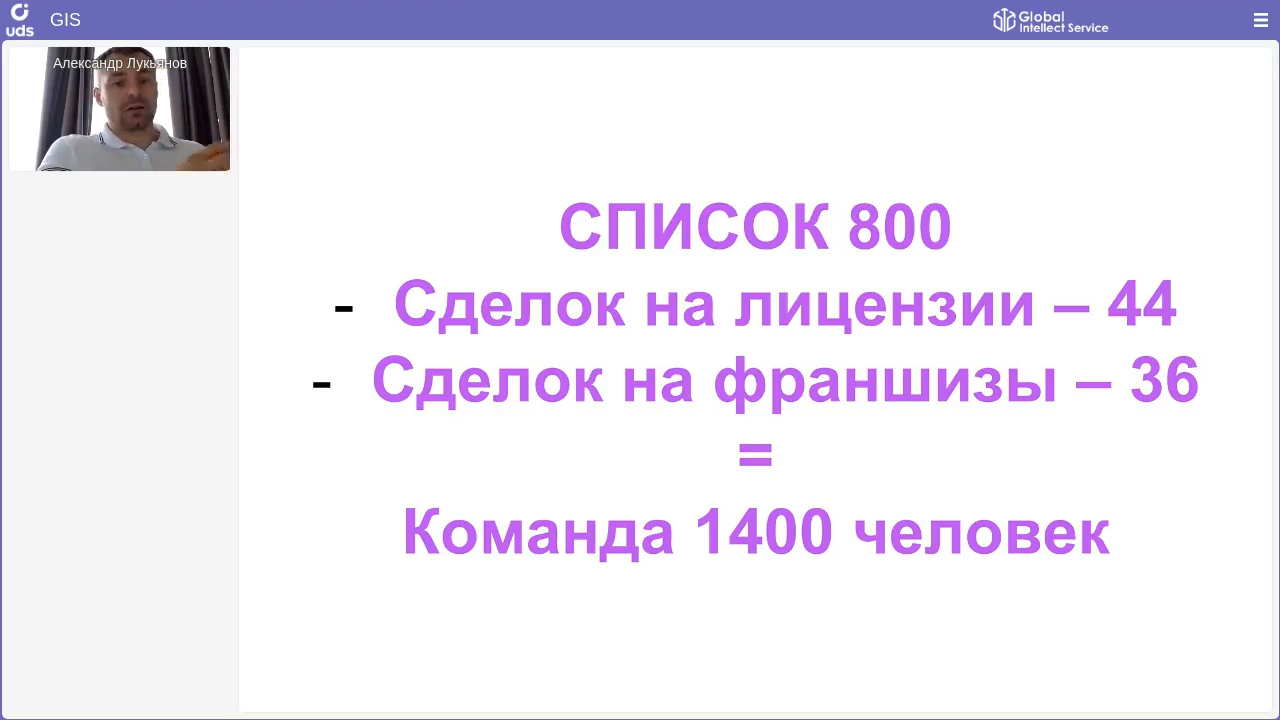 uds
GIS
Global
Intellect Service
Александр Лукьянов
СПИСОК 800
- Сделок на лицензии – 44
- Сделок на франшизы – 36
=
Команда 1400 человек